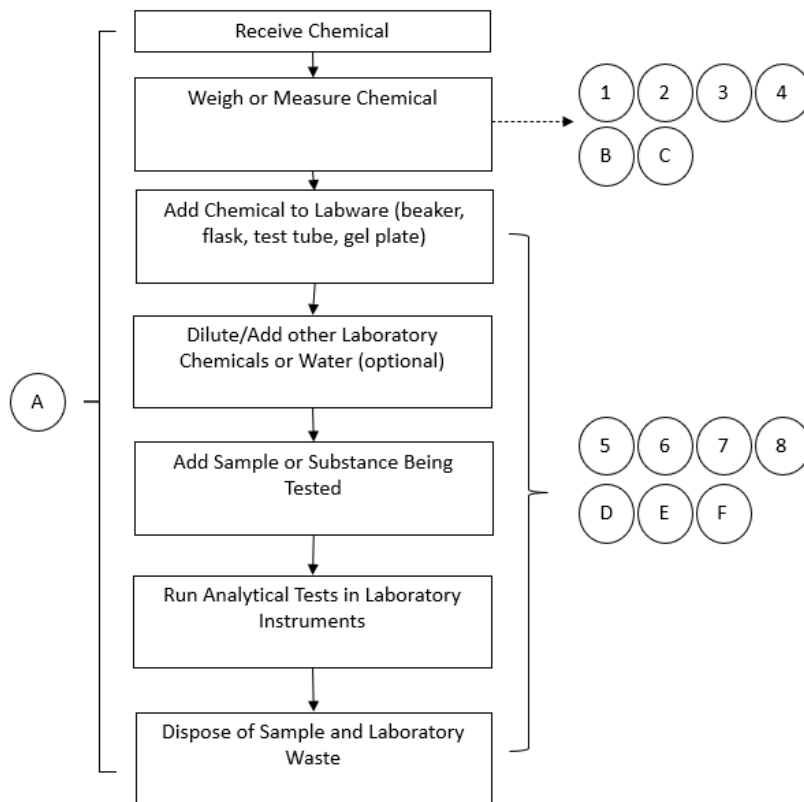 Receive Chemical
Weigh or Measure Chemical
1 2 3 4
B C
Add Chemical to Labware (beaker,
flask, test tube, gel plate)
Dilute/Add other Laboratory
Chemicals or Water (optional)
A
5 6 7 8
Add Sample or Substance Being
Tested
D E F
Run Analytical Tests in Laboratory
Instruments
Dispose of Sample and Laboratory
Waste